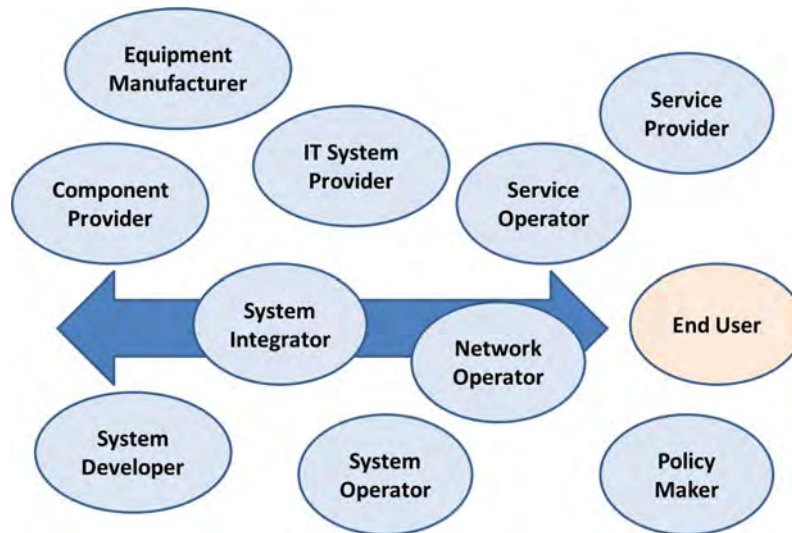 Equipment
Manufacturer
Service
Provider
IT System
Provider
Component
Provider
Service
Operator
System
Integrator
End User
Network
Operator
System
Developer
System
Operator
Policy
Maker